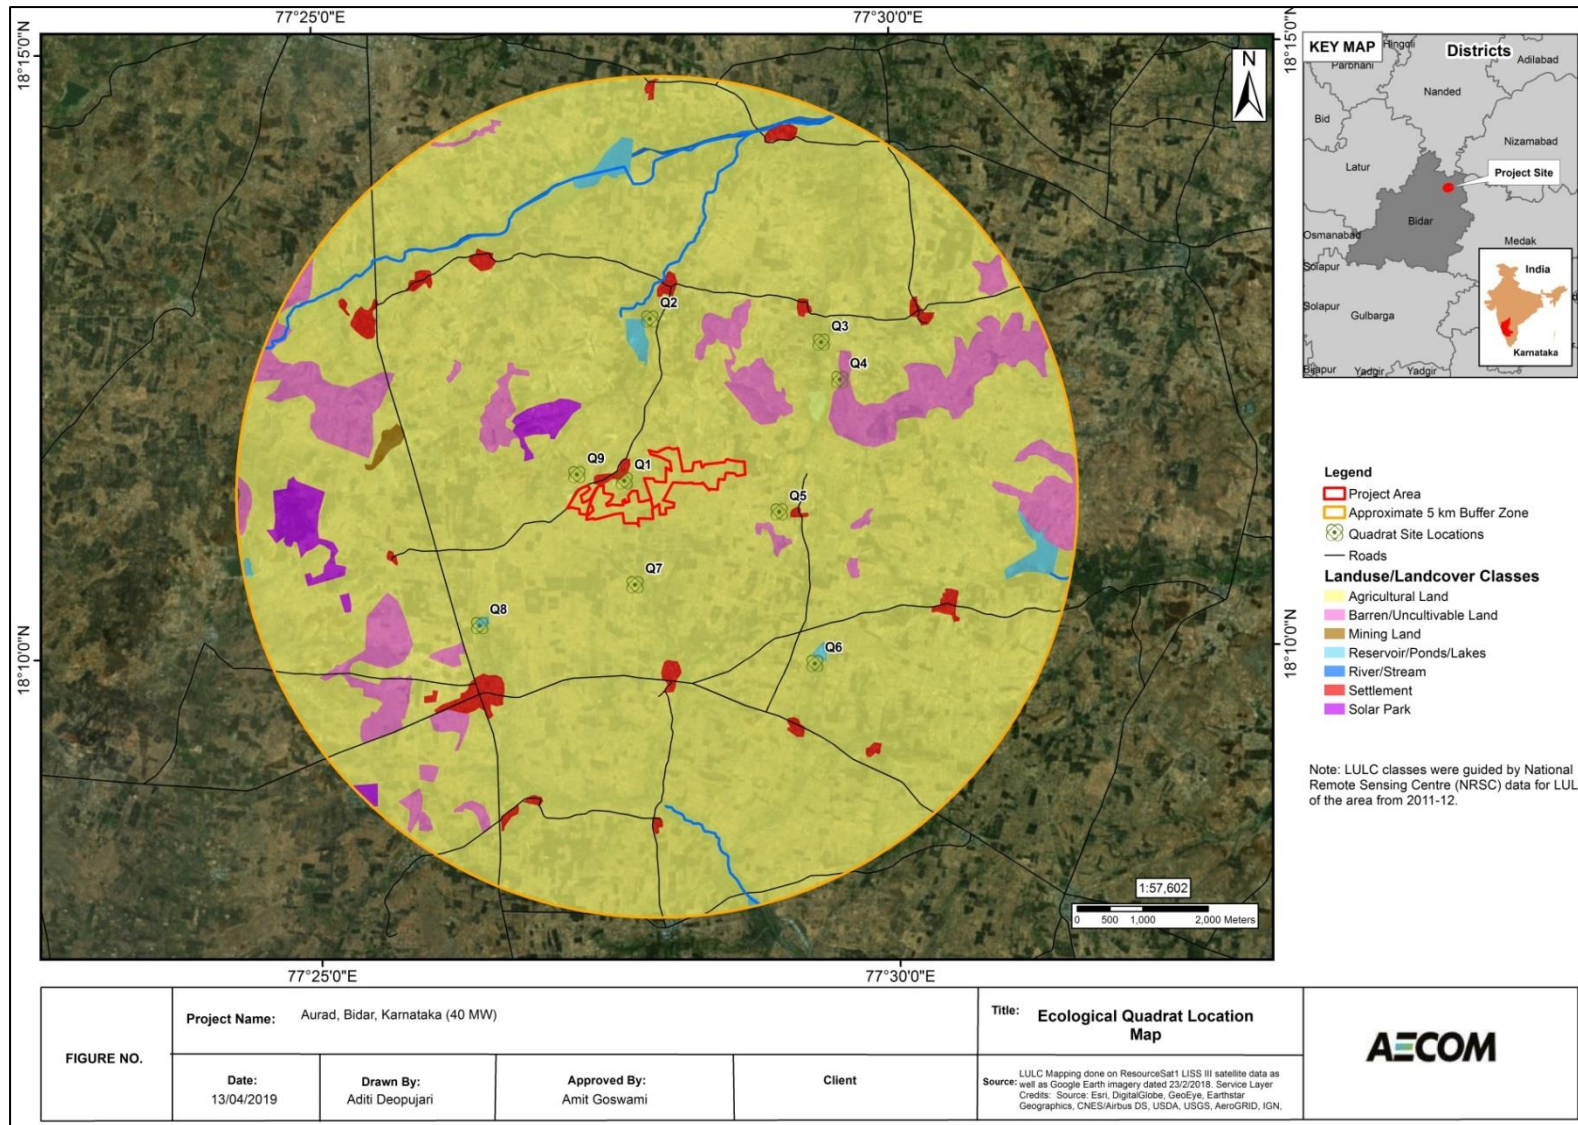 77°25'0"E
77°30'0"E
18°15'0"N
18°15'0"N
N
KEY MAP
Districts
Hingoli
Parbhani
Adilabad
Nanded
Bid
Nizamabad
Latur
Project Site
Bidar
Osmanabad
Medak
Solapur
India
Solapur
Gulbarga
Karnataka
Bijapur
Yadgir
Yadgir
Q2
Q3
Q4
Q9
Q1
Q5
Q7
Q8
Q6
Legend
Project Area
Approximate 5 km Buffer Zone
Quadrat Site Locations
Roads
Landuse/Landcover Classes
Agricultural Land
Barren/Uncultivable Land
Mining Land
Reservoir/Ponds/Lakes
River/Stream
Settlement
Solar Park
18°10'0"N
18°10'0"N
Note: LULC classes were guided by National
Remote Sensing Centre (NRSC) data for LUL
of the area from 2011-12.
1:57,602
0 500 1,000 2,000 Meters
77°25'0"E
77°30'0"E
FIGURE NO.
Project Name: Aurad, Bidar, Karnataka (40 MW)
Title: Ecological Quadrat Location
Map
Date:
13/04/2019
Drawn By:
Aditi Deopujari
Approved By:
Amit Goswami
Client
Source: LULC Mapping done on ResourceSat1 LISS III satellite data as
well as Google Earth imagery dated 23/2/2018. Service Layer
Credits: Source: Esri, DigitalGlobe, GeoEye, Earthstar
Geographics, CNES/Airbus DS, USDA, USGS, AeroGRID, IGN,
AECOM